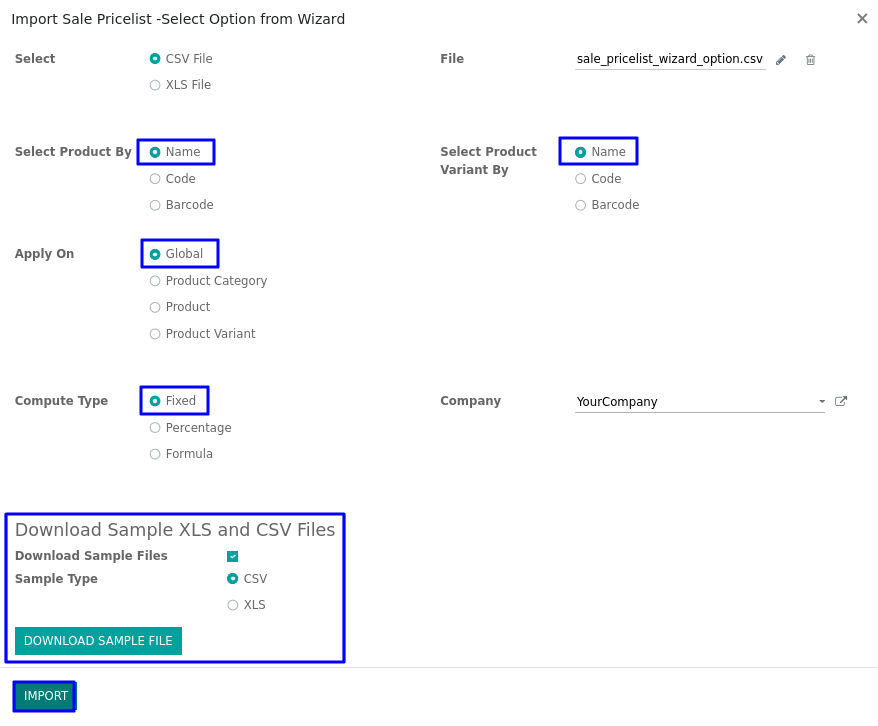 Import Sale Pricelist -Select Option from Wizard
Select
CSV File
XLS File
File
sale_pricelist_wizard_option.csv
Select Product By
Name
Code
Barcode
Select Product
Variant By
Name
Code
Barcode
Apply On
Global
Product Category
Product
Product Variant
Compute Type
Fixed
Percentage
Formula
Company
YourCompany
Download Sample XLS and CSV Files
Download Sample Files
Sample Type
CSV
XLS
DOWNLOAD SAMPLE FILE
IMPORT